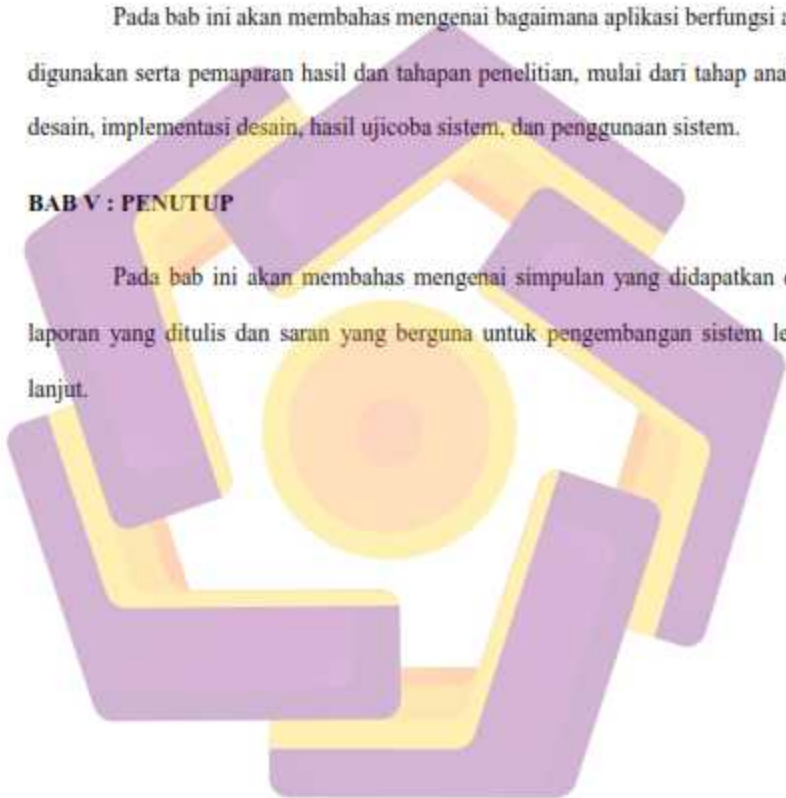 Pada bab ini akan membahas mengenai bagaimana aplikasi berfungsi
digunakan serta pemaparan hasil dan tahapan penelitian, mulai dari tahap
desain, implementasi desain, hasil ujicoba sistem, dan penggunaan sistem.
BAB V : PENUTUP
Pada bab ini akan membahas mengenai simpulan yang didapatkan
laporan yang ditulis dan saran yang berguna untuk pengembangan sistem
lanjut.